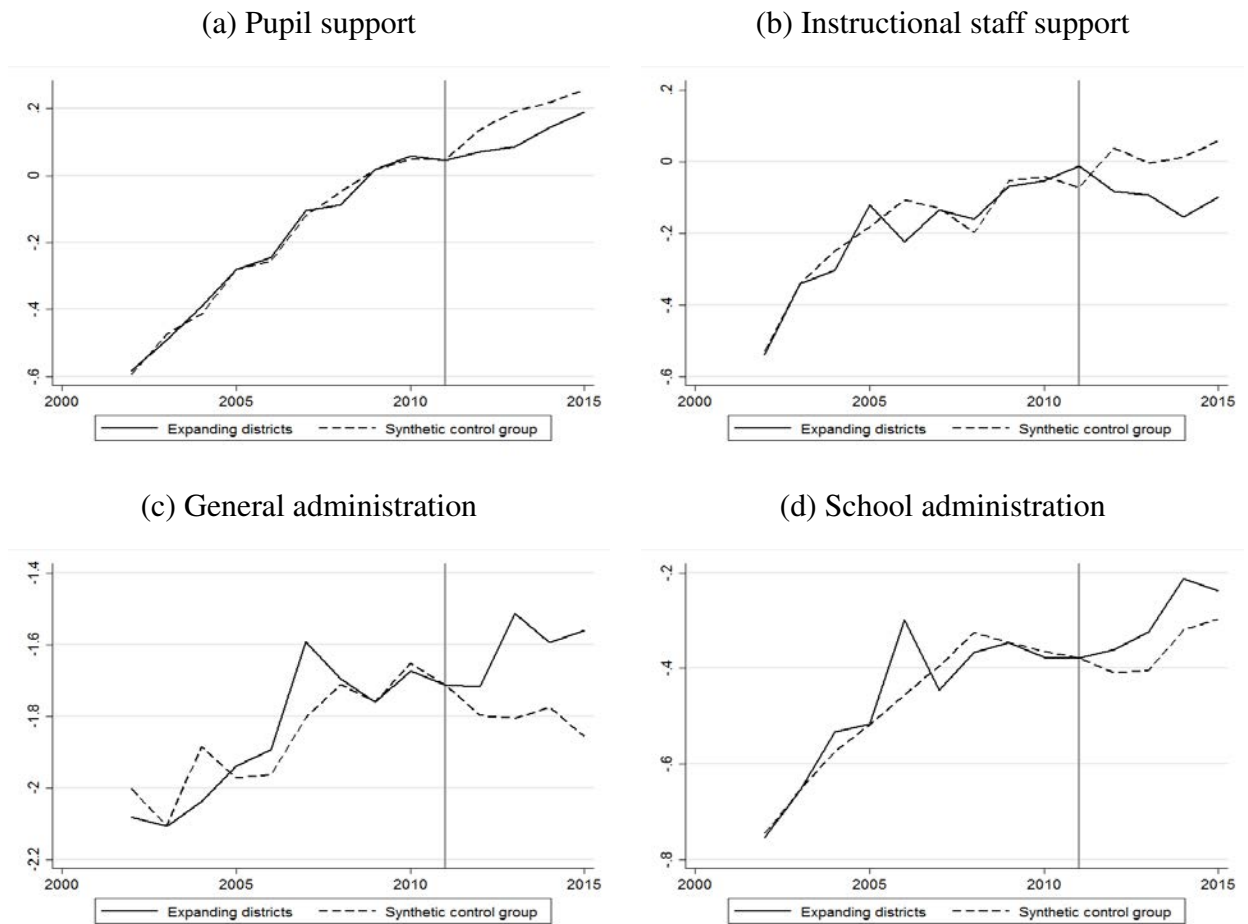 (a) Pupil support
.2
0
-.2
-.4
-.6
2000 2005 2010 2015
Expanding districts Synthetic control group
(b) Instructional staff support
.2
0
-.2
-.4
-.6
2000 2005 2010 2015
Expanding districts Synthetic control group
(c) General administration
-1.4
-1.6
-1.8
-2
-2.2
2000 2005 2010 2015
Expanding districts Synthetic control group
(d) School administration
-.2
-.4
-.6
-.8
2000 2005 2010 2015
Expanding districts Synthetic control group